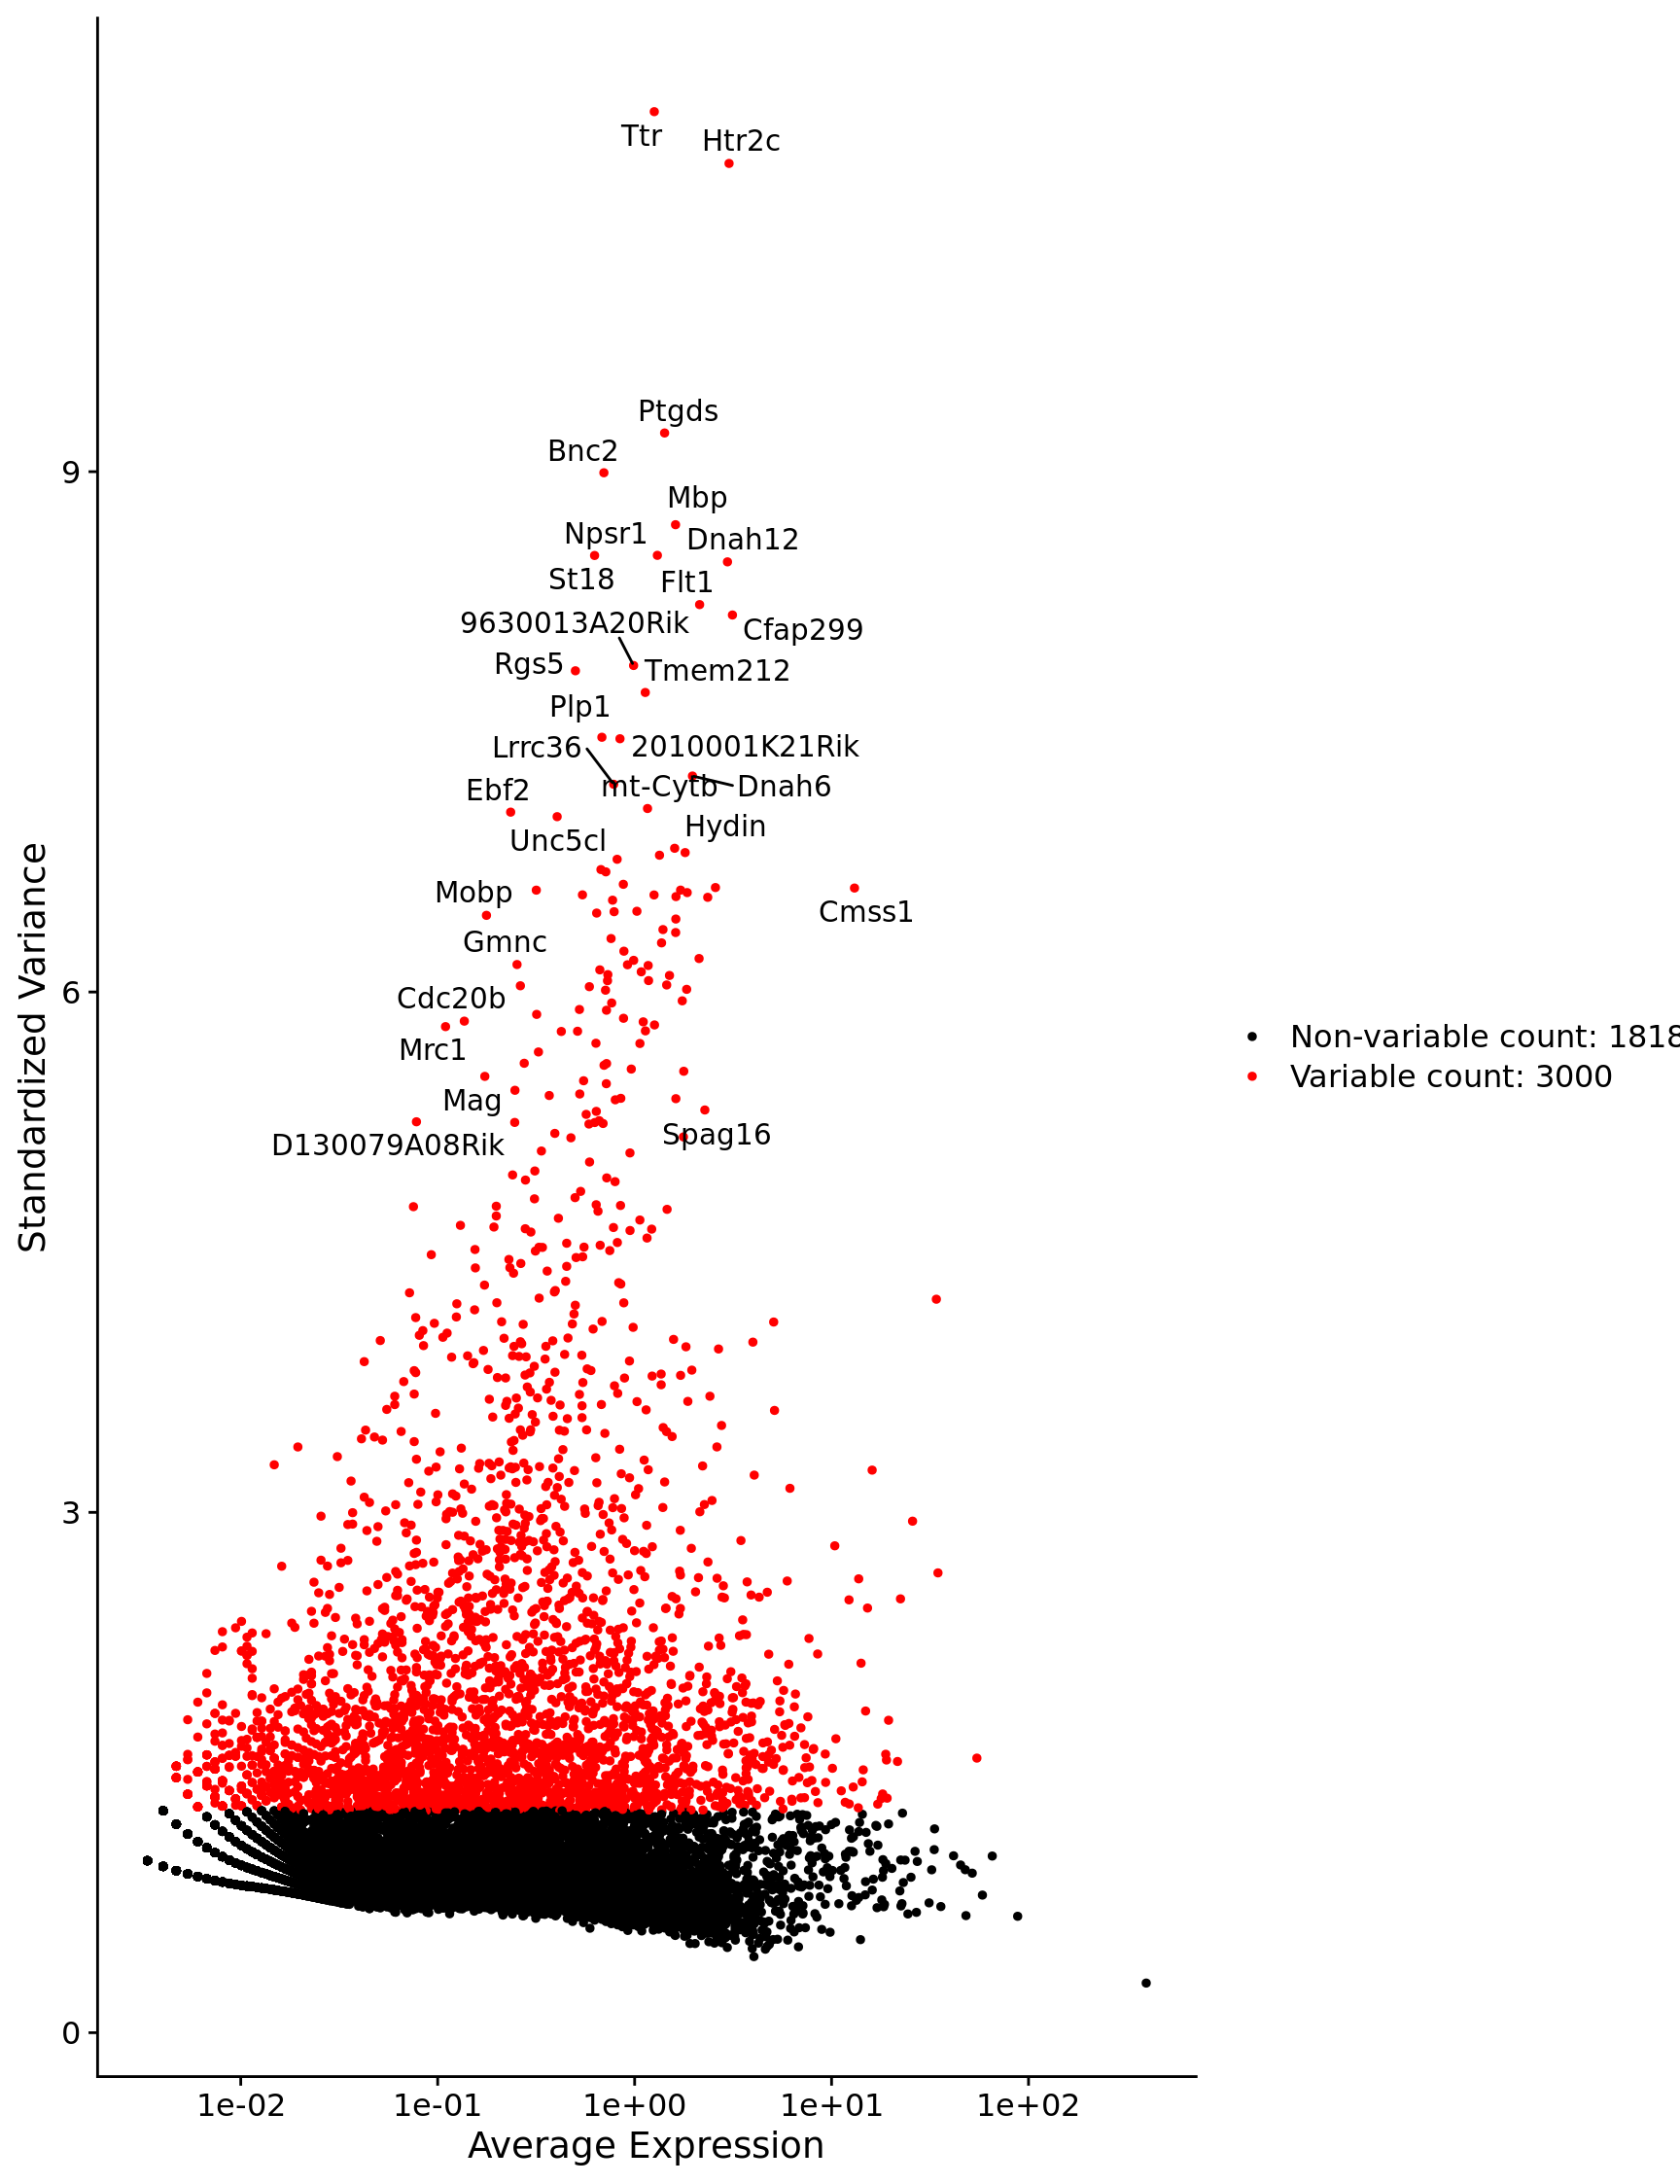 Ttr
Htr2c
Ptgds
Bnc2
Mbp
Npsr1
Dnah12
St18
Flt1
9630013A20Rik
Cfap299
Rgs5
Tmem212
Plp1
Lrrc36
2010001K21Rik
mt-Cytb
Dnah6
Ebf2
Hydin
Unc5cl
Mobp
Cmss1
Gmnc
Cdc20b
Mrc1
Mag
Spag16
D130079A08Rik
9
6
3
0
Standardized Variance
1e-02
1e-01
1e+00
1e+01
1e+02
Average Expression
Non-variable count: 1818
Variable count: 3000